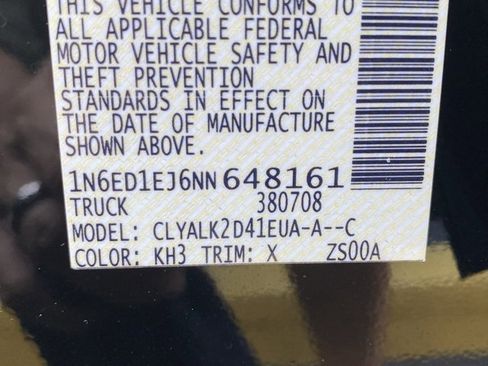 THIS VEHICLE CONFORMS TO
ALL APPLICABLE FEDERAL
MOTOR VEHICLE SAFETY AND
THEFT PREVENTION
STANDARDS IN EFFECT ON
THE DATE OF MANUFACTURE
SHOWN ABOVE.
1N6ED1EJ6NN648161
TRUCK 380708
MODEL: CLYALK2D41EUA-A--C
COLOR: KH3 TRIM: X ZS00A